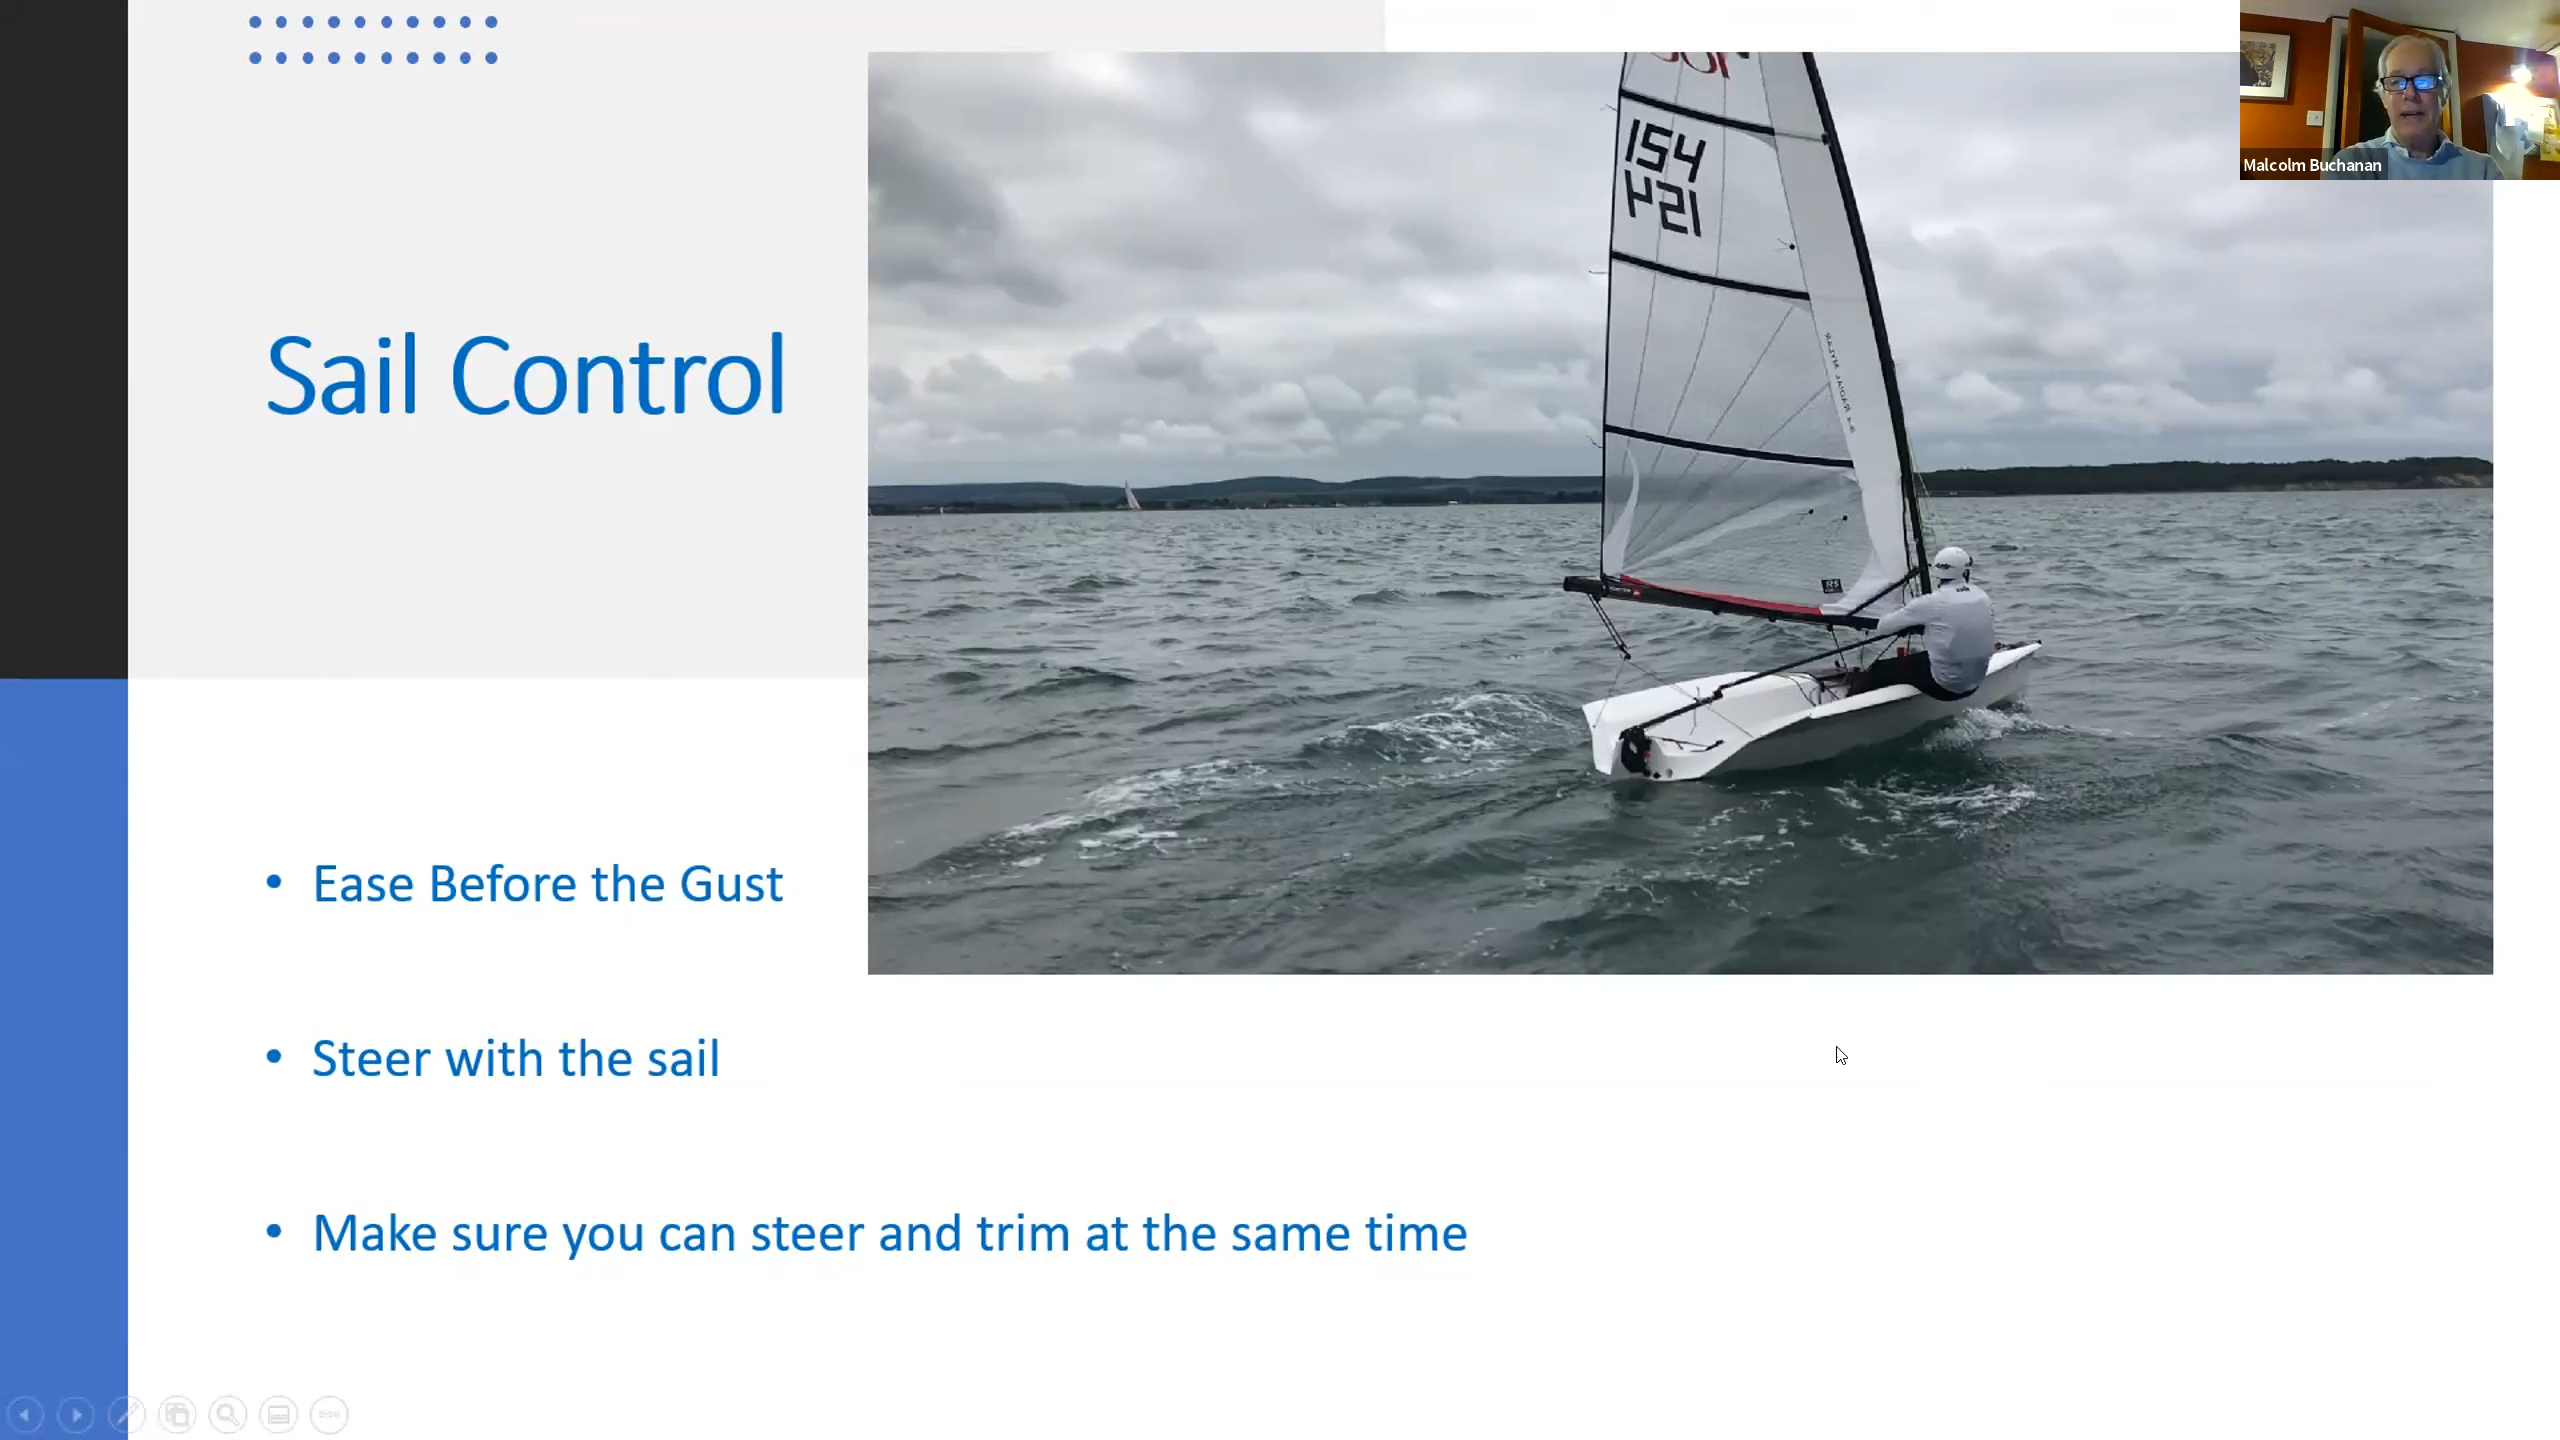 Malcolm Buchanan
154
154
Sail Control
• Ease Before the Gust
• Steer with the sail
• Make sure you can steer and trim at the same time